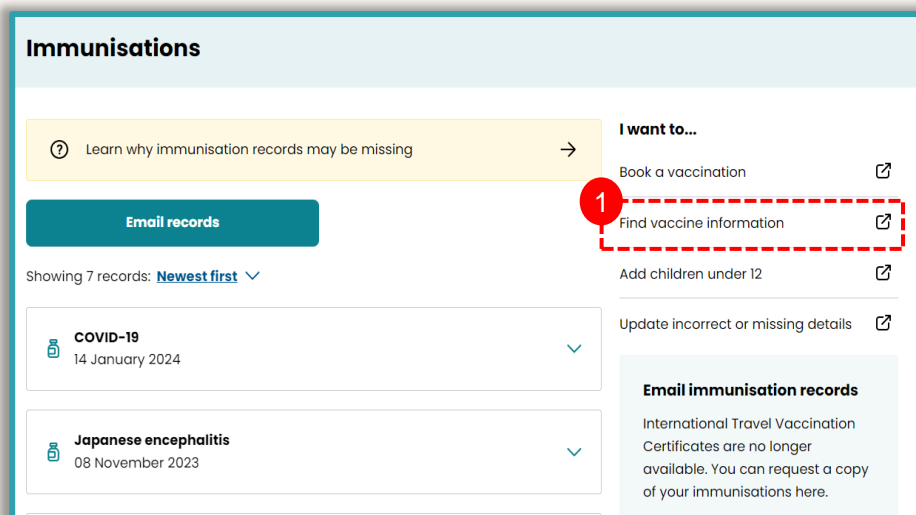 Immunisations
Learn why immunisation records may be missing
Email records
Showing 7 records: Newest first
COVID-19
14 January 2024
Japanese encephalitis
08 November 2023
I want to...
Book a vaccination
1
Find vaccine information
Add children under 12
Update incorrect or missing details
Email immunisation records
International Travel Vaccination
Certificates are no longer
available. You can request a copy
of your immunisations here.